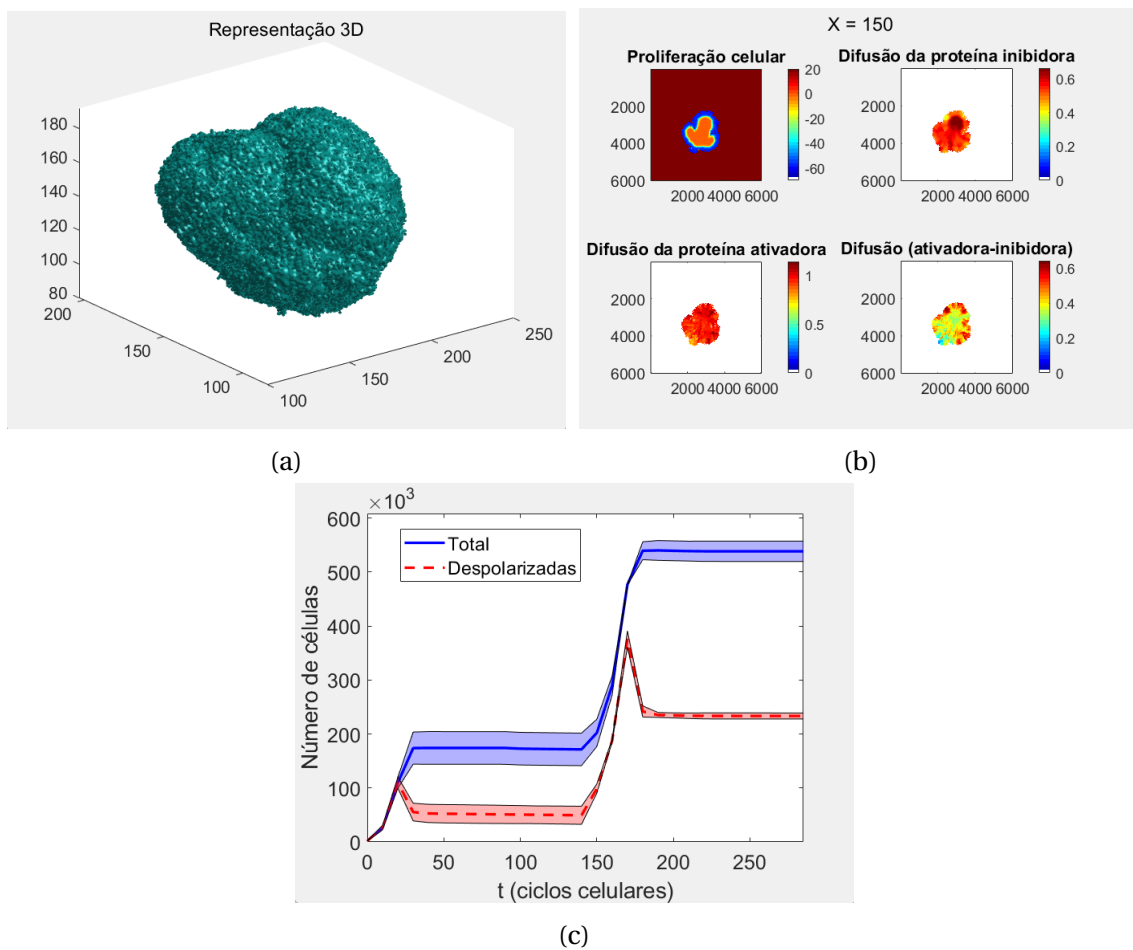 Representação 3D
180
160
140
120
100
80
200
150
100
100
150
200
250
(a)
X = 150
Proliferação celular
2000
4000
6000
2000 4000 6000
20
0
-20
-40
-60
Difusão da proteína inibidora
2000
4000
6000
2000 4000 6000
0.6
0.4
0.2
0
Difusão da proteína ativadora
2000
4000
6000
2000 4000 6000
1
0.5
0
Difusão (ativadora-inibidora)
2000
4000
6000
2000 4000 6000
0.6
0.4
0.2
0
(b)
×10³
600
500
400
300
200
100
0
Número de células
Total
Despolarizadas
0 50 100 150 200 250
t (ciclos celulares)
(c)